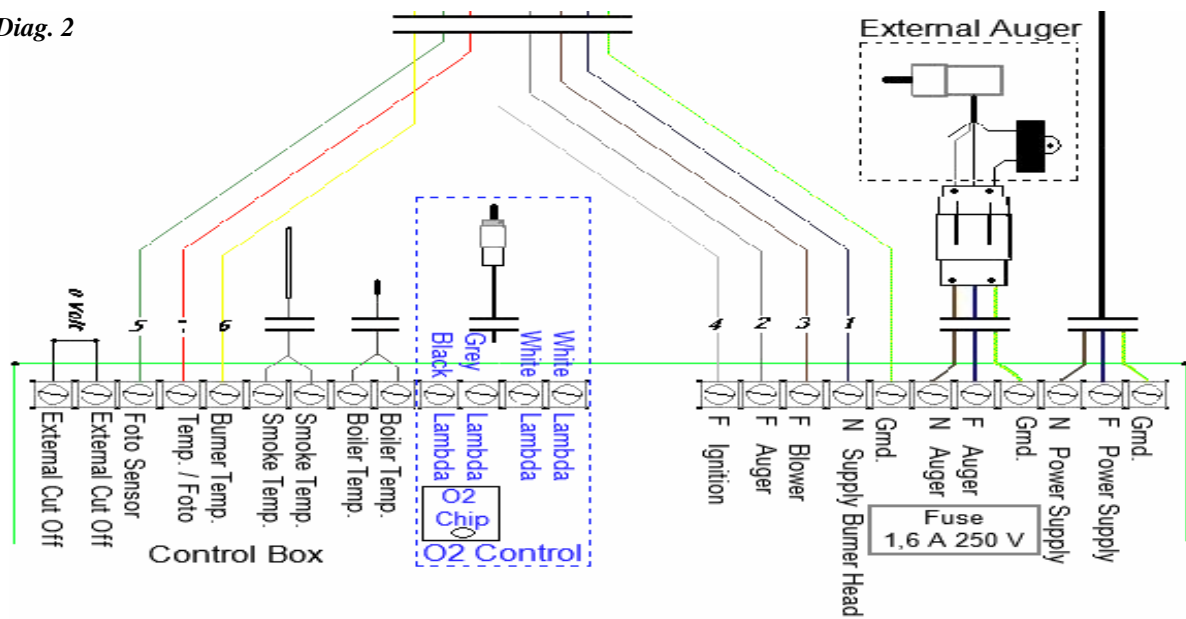 Diag. 2
External Auger
0 Volt
5
7
6
Black
Grey
White
White
4
2
3
1
External Cut Off
External Cut Off
Foto Sensor
Temp. / Foto
Burner Temp.
Smoke Temp.
Smoke Temp.
Boiler Temp.
Boiler Temp.
Lambda
Lambda
Lambda
Lambda
F Ignition
F Auger
F Blower
N Supply Burner Head
Grnd.
N Auger
F Auger
Grnd.
N Power Supply
F Power Supply
Grnd.
O2
Chip
O2 Control
Control Box
Fuse
1,6 A 250 V